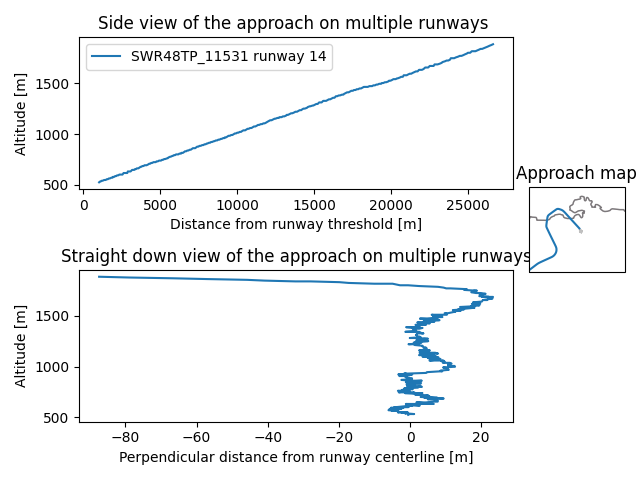 Side view of the approach on multiple runways
SWR48TP_11531 runway 14
Altitude [m]
1500
1000
500
0 5000 10000 15000 20000 25000
Distance from runway threshold [m]
Approach map
Straight down view of the approach on multiple runways
Altitude [m]
1500
1000
500
−80 −60 −40 −20 0 20
Perpendicular distance from runway centerline [m]